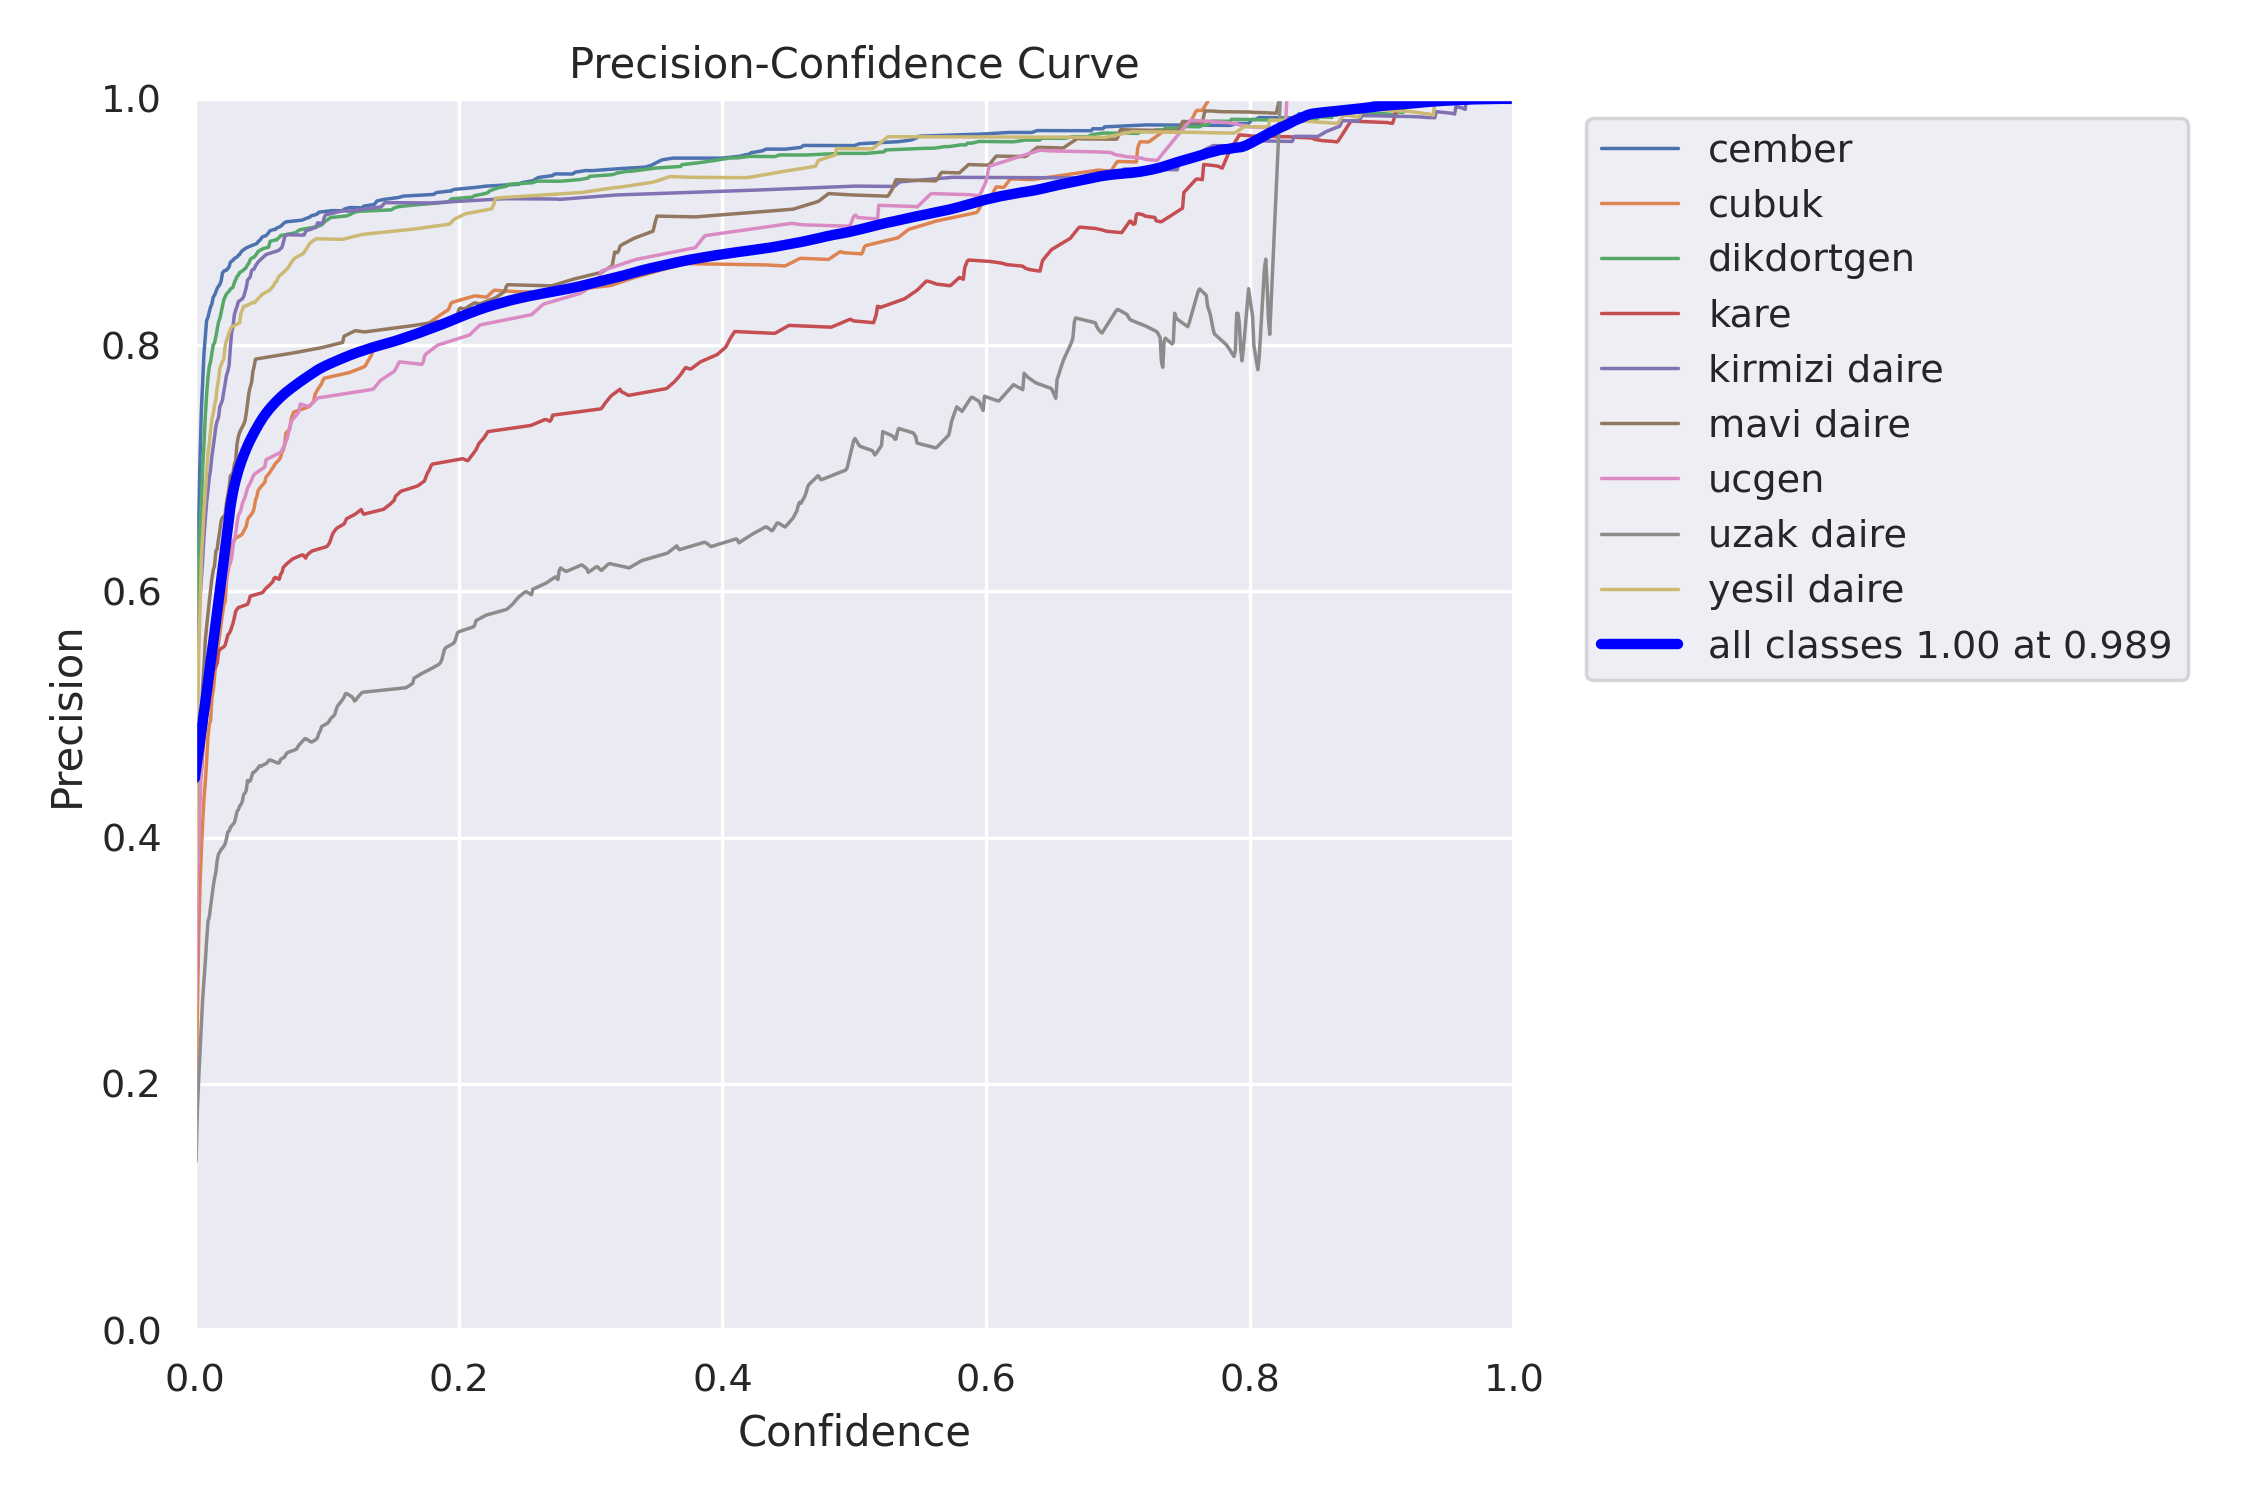 Precision-Confidence Curve
1.0
0.8
0.6
0.4
0.2
0.0
Precision
0.0 0.2 0.4 0.6 0.8 1.0
Confidence
cember
cubuk
dikdortgen
kare
kirmizi daire
mavi daire
ucgen
uzak daire
yesil daire
all classes 1.00 at 0.989